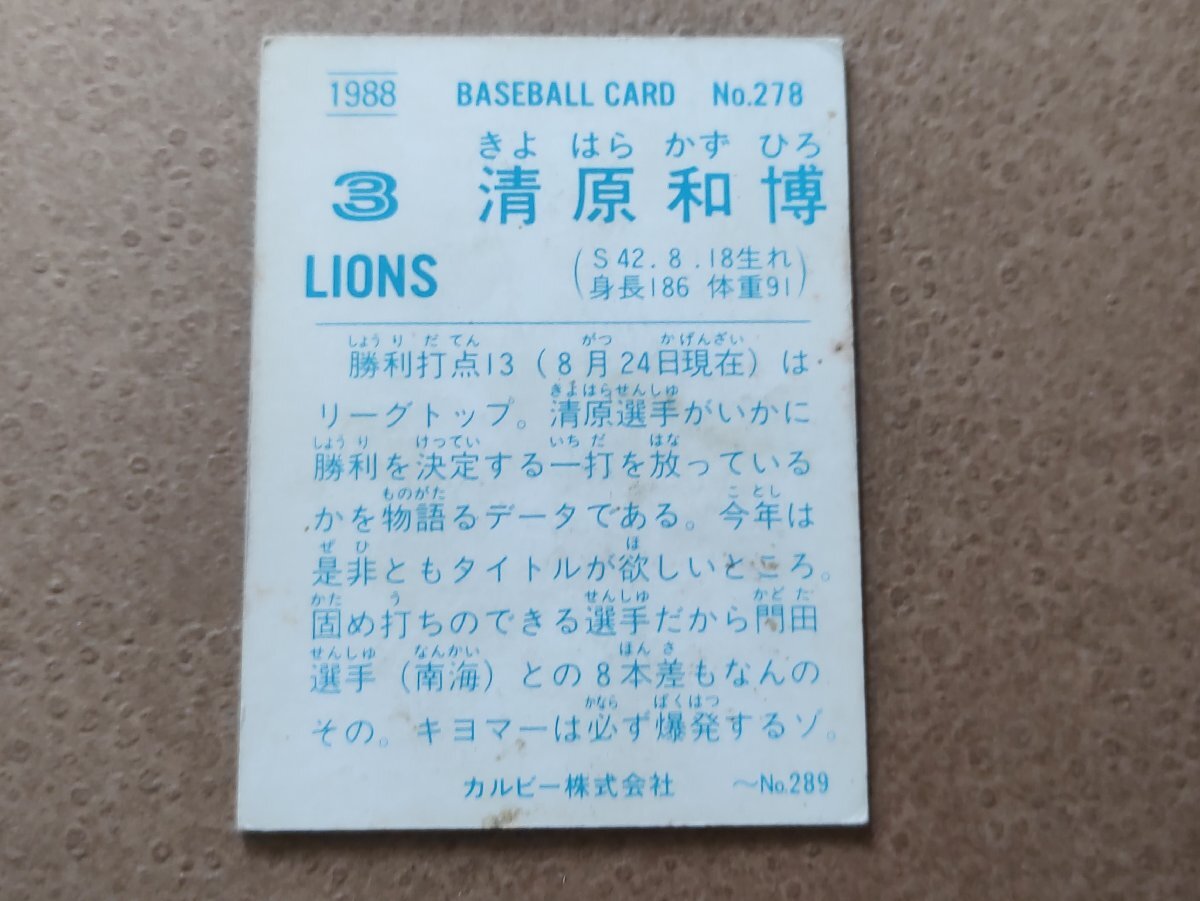 1988 BASEBALL CARD No.278
きよ はら かず ひろ
3 清原和博
LIONS
(S42.8.18生れ
身長186 体重91)
しょうりだてん がつ かげんざい
勝利打点13(8月24日現在)は
きよはらせんしゅ
リーグトップ。清原選手がいかに
しょうり けってい いちだ はな
勝利を決定する一打を放っている
ものがた ことし
かを物語るデータである。今年は
ぜひ ほ
是非ともタイトルが欲しいところ。
かた う せんしゅ かどた
固め打ちのできる選手だから門田
せんしゅ なんかい ほんさ
選手(南海)との8本差もなんの
かなら ばくはつ
その。キヨマーは必ず爆発するゾ。
カルビー株式会社 〜No.289